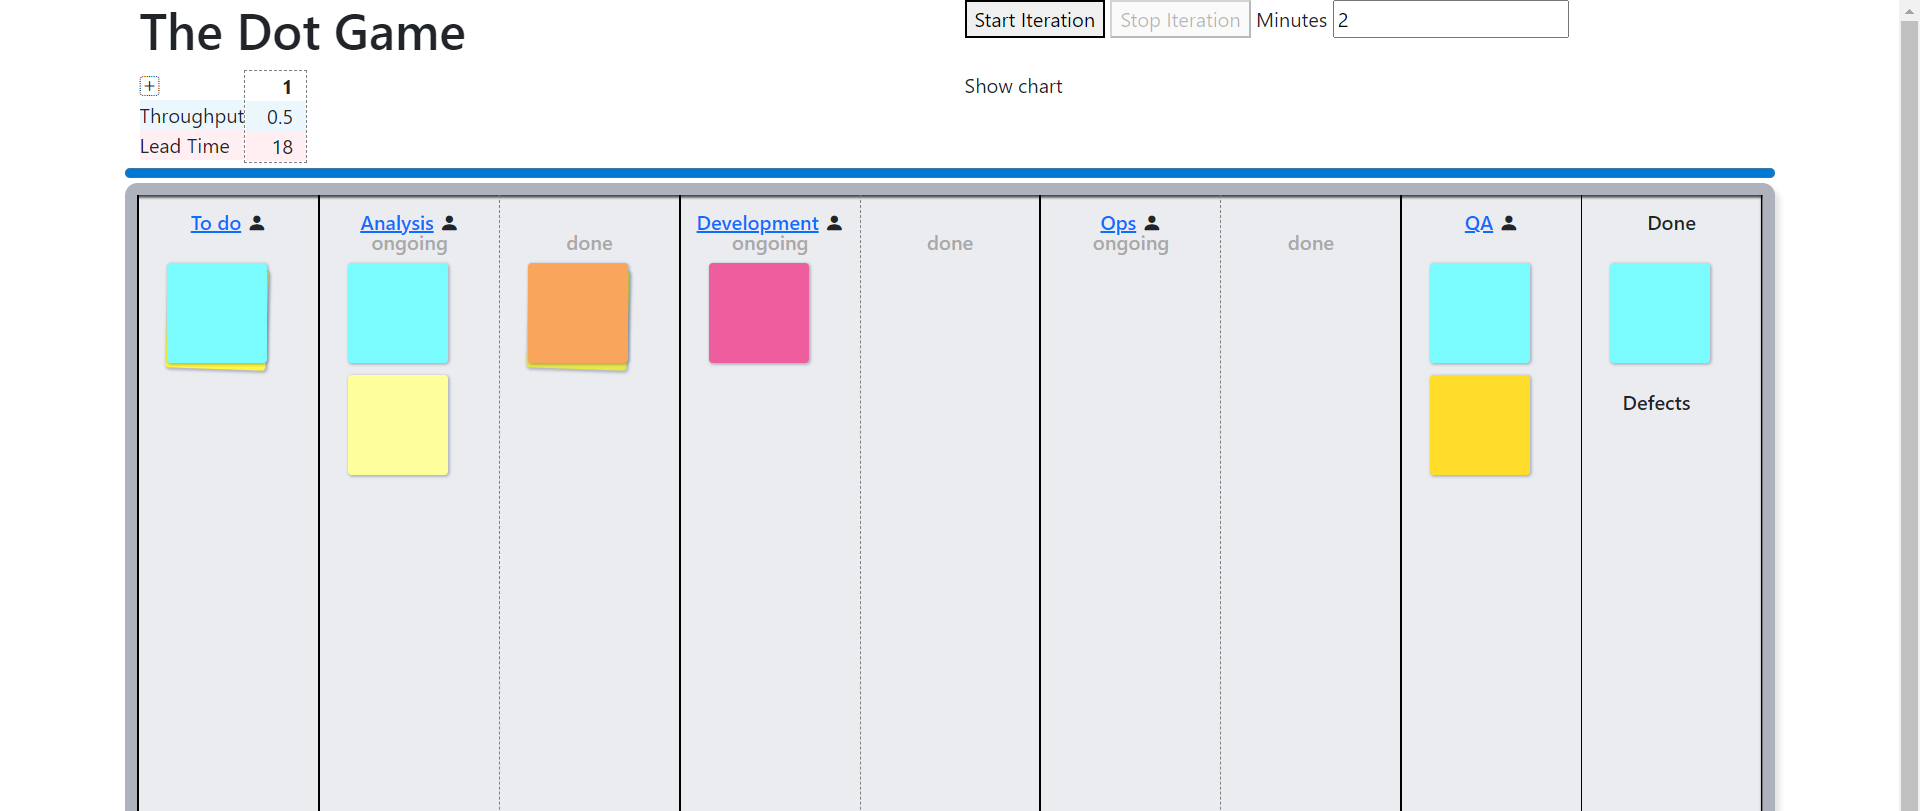 The Dot Game
Start Iteration Stop Iteration Minutes 2
+ 1
Throughput 0.5
Lead Time 18
Show chart
To do Analysis Development Ops QA Done
ongoing done ongoing done ongoing done
Defects